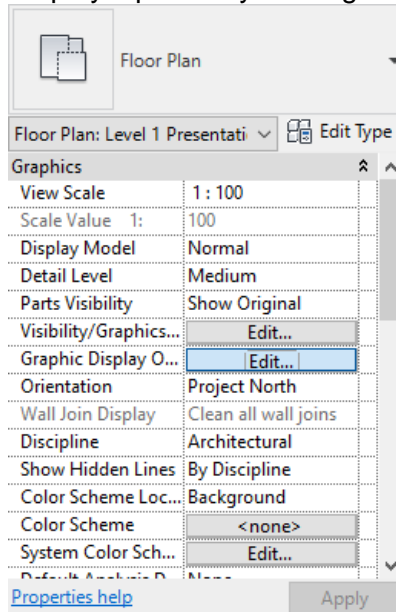 Floor Plan
Floor Plan: Level 1 Presentati
Edit Type
Graphics
View Scale 1 : 100
Scale Value 1: 100
Display Model Normal
Detail Level Medium
Parts Visibility Show Original
Visibility/Graphics... Edit...
Graphic Display O... Edit...
Orientation Project North
Wall Join Display Clean all wall joins
Discipline Architectural
Show Hidden Lines By Discipline
Color Scheme Loc... Background
Color Scheme <none>
System Color Sch... Edit...
Properties help Apply